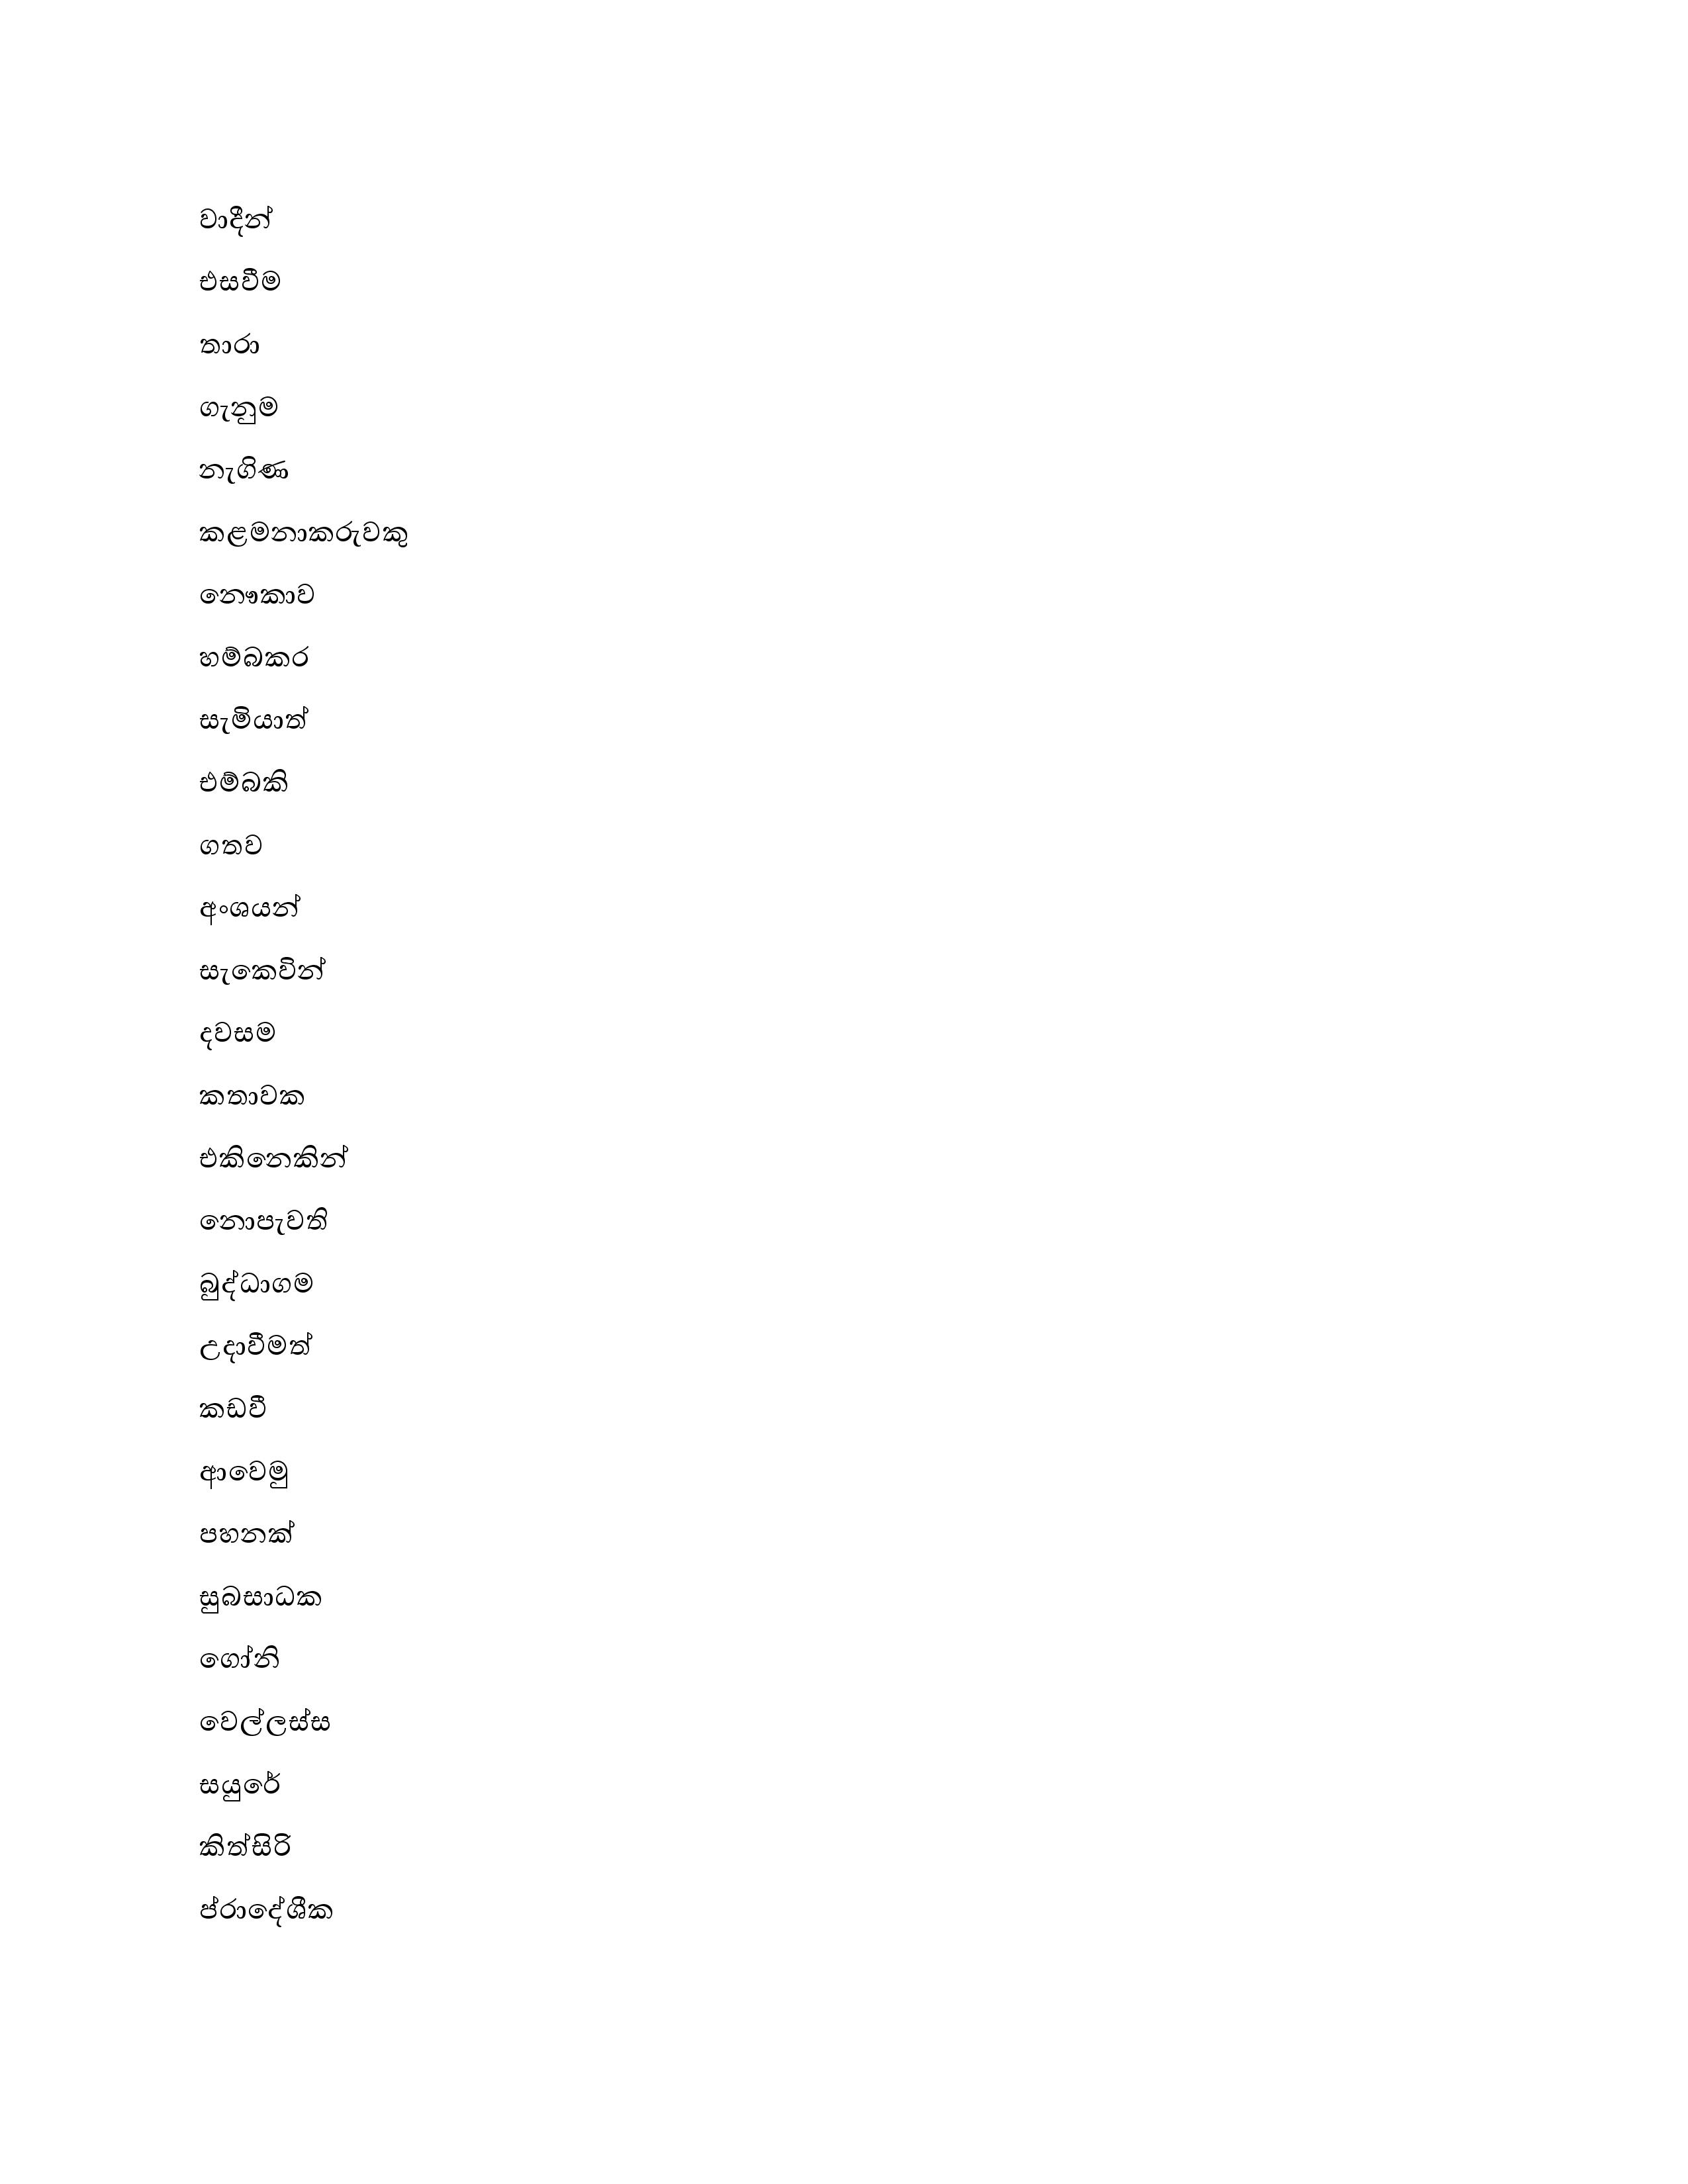 වාදීන්
එසවීම
තාරා
ගැනුම
නැගිණ
කළමනාකරුවකු
නෞකාව
හම්බකර
සැමියාත්
එම්බකි
ගතව
අංශයන්
සැකෙවින්
දවසම
කතාවක
එකිනෙකින්
නොපැවති
බුද්ධාගම
උදාවීමත්
කඩවී
ආවෙමු
පහනක්
සුබසාධක
ගෝනි
වෙල්ලස්ස
සයුරේ
කිත්සිරි
ප්රාදේශීක